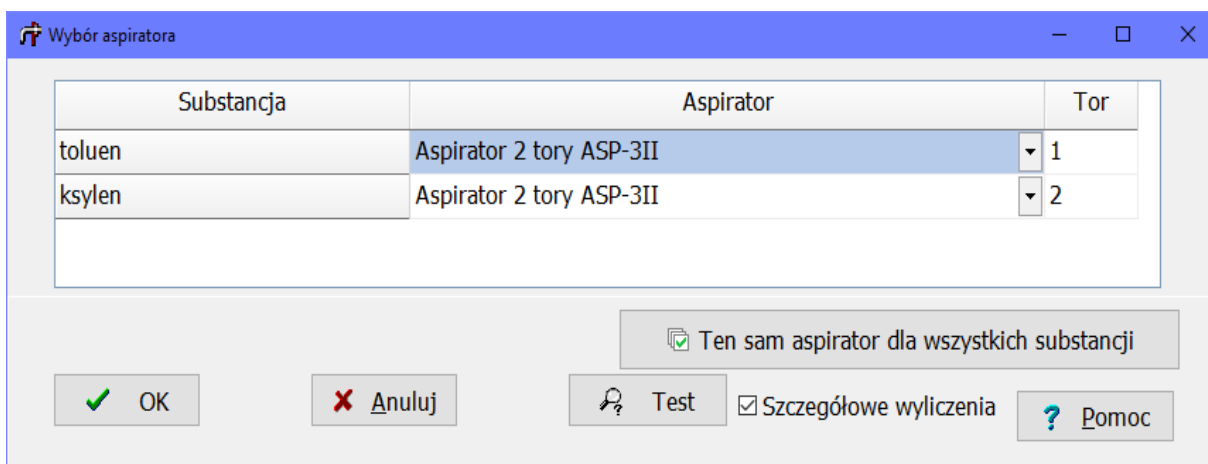 Wybór aspiratora
Substancja Aspirator Tor
toluen Aspirator 2 tory ASP-3II 1
ksylen Aspirator 2 tory ASP-3II 2
Ten sam aspirator dla wszystkich substancji
OK Anuluj Test Szczegółowe wyliczenia ? Pomoc